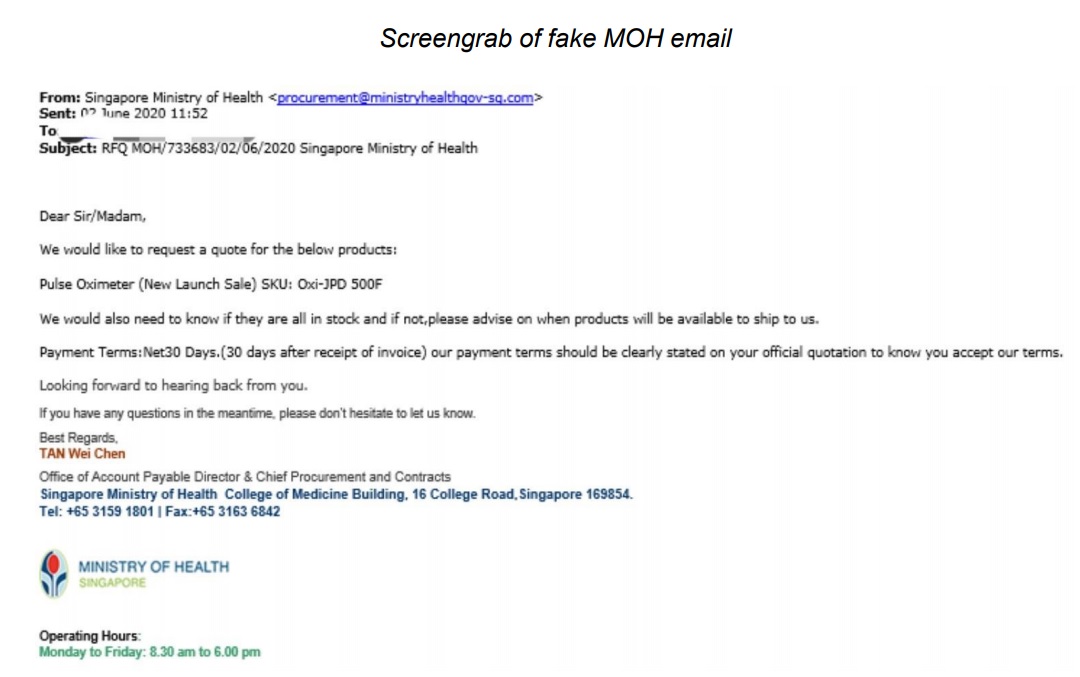 Screengrab of fake MOH email
From: Singapore Ministry of Health <procurement@ministryhealthgov-sg.com>
Sent: June 2020 11:52
To
Subject: RFQ MOH/733683/02/06/2020 Singapore Ministry of Health
Dear Sir/Madam,
We would like to request a quote for the below products:
Pulse Oximeter (New Launch Sale) SKU: Oxi-JPD 500F
We would also need to know if they are all in stock and if not,please advise on when products will be available to ship to us.
Payment Terms:Net30 Days.(30 days after receipt of invoice) our payment terms should be clearly stated on your official quotation to know you accept our terms.
Looking forward to hearing back from you.
If you have any questions in the meantime, please don't hesitate to let us know.
Best Regards,
TAN Wei Chen
Office of Account Payable Director & Chief Procurement and Contracts
Singapore Ministry of Health College of Medicine Building, 16 College Road,Singapore 169854.
Tel: +65 3159 1801 | Fax:+65 3163 6842
MINISTRY OF HEALTH
SINGAPORE
Operating Hours:
Monday to Friday: 8.30 am to 6.00 pm